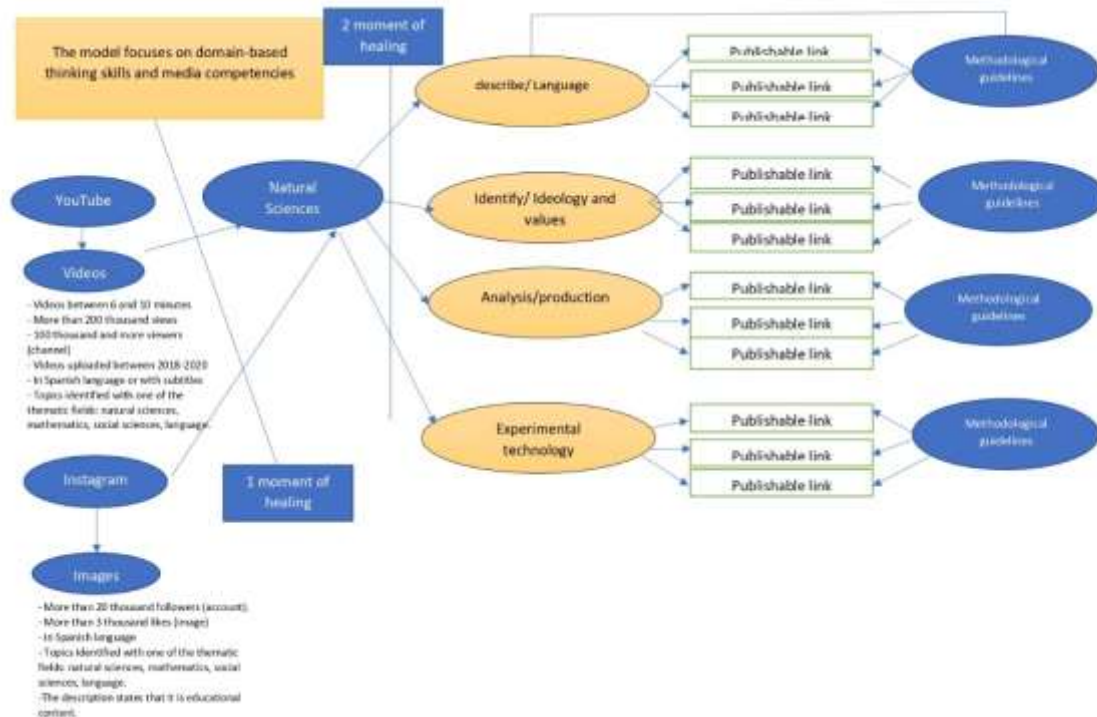 The model focuses on domain-based
thinking skills and media competencies
2 moment of
healing
describe/ Language
Publishable link
Publishable link
Publishable link
Methodological
guidelines
YouTube
Natural
Sciences
Identify/ Ideology and
values
Publishable link
Publishable link
Publishable link
Methodological
guidelines
Videos
- Videos between 6 and 10 minutes
- More than 200 thousand views
- 100 thousand and more viewers
(channel)
- Videos uploaded between 2018-2020
- In Spanish language or with subtitles
- Topics identified with one of the
thematic fields: natural sciences,
mathematics, social sciences, language.
Analysis/production
Publishable link
Publishable link
Publishable link
Methodological
guidelines
Experimental
technology
Publishable link
Publishable link
Publishable link
Methodological
guidelines
Instagram
1 moment of
healing
Images
- More than 20 thousand followers (account).
- More than 3 thousand likes (image)
- In Spanish language
- Topics identified with one of the thematic
fields: natural sciences, mathematics, social
sciences, language.
-The description states that it is educational
content.